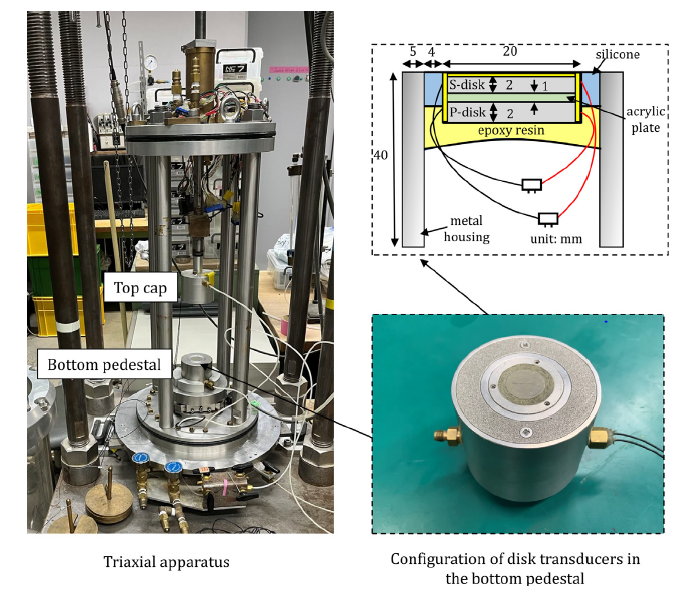 Top cap
Bottom pedestal
Triaxial apparatus
5 4 20
silicone
S-disk 2 1
P-disk 2
acrylic
plate
epoxy resin
40
metal
housing
unit: mm
Configuration of disk transducers in
the bottom pedestal